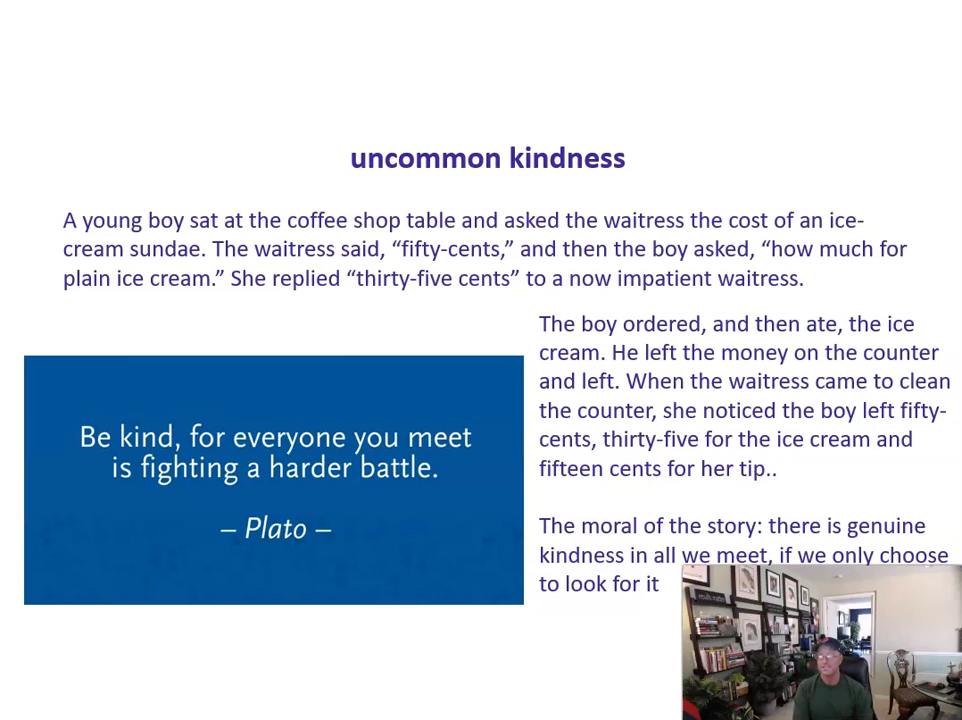 uncommon kindness
A young boy sat at the coffee shop table and asked the waitress the cost of an ice-
cream sundae. The waitress said, “fifty-cents,” and then the boy asked, “how much for
plain ice cream.” She replied “thirty-five cents” to a now impatient waitress.
The boy ordered, and then ate, the ice
cream. He left the money on the counter
and left. When the waitress came to clean
the counter, she noticed the boy left fifty-
cents, thirty-five for the ice cream and
fifteen cents for her tip..
The moral of the story: there is genuine
kindness in all we meet, if we only choose
to look for it
Be kind, for everyone you meet
is fighting a harder battle.
– Plato –
results matter